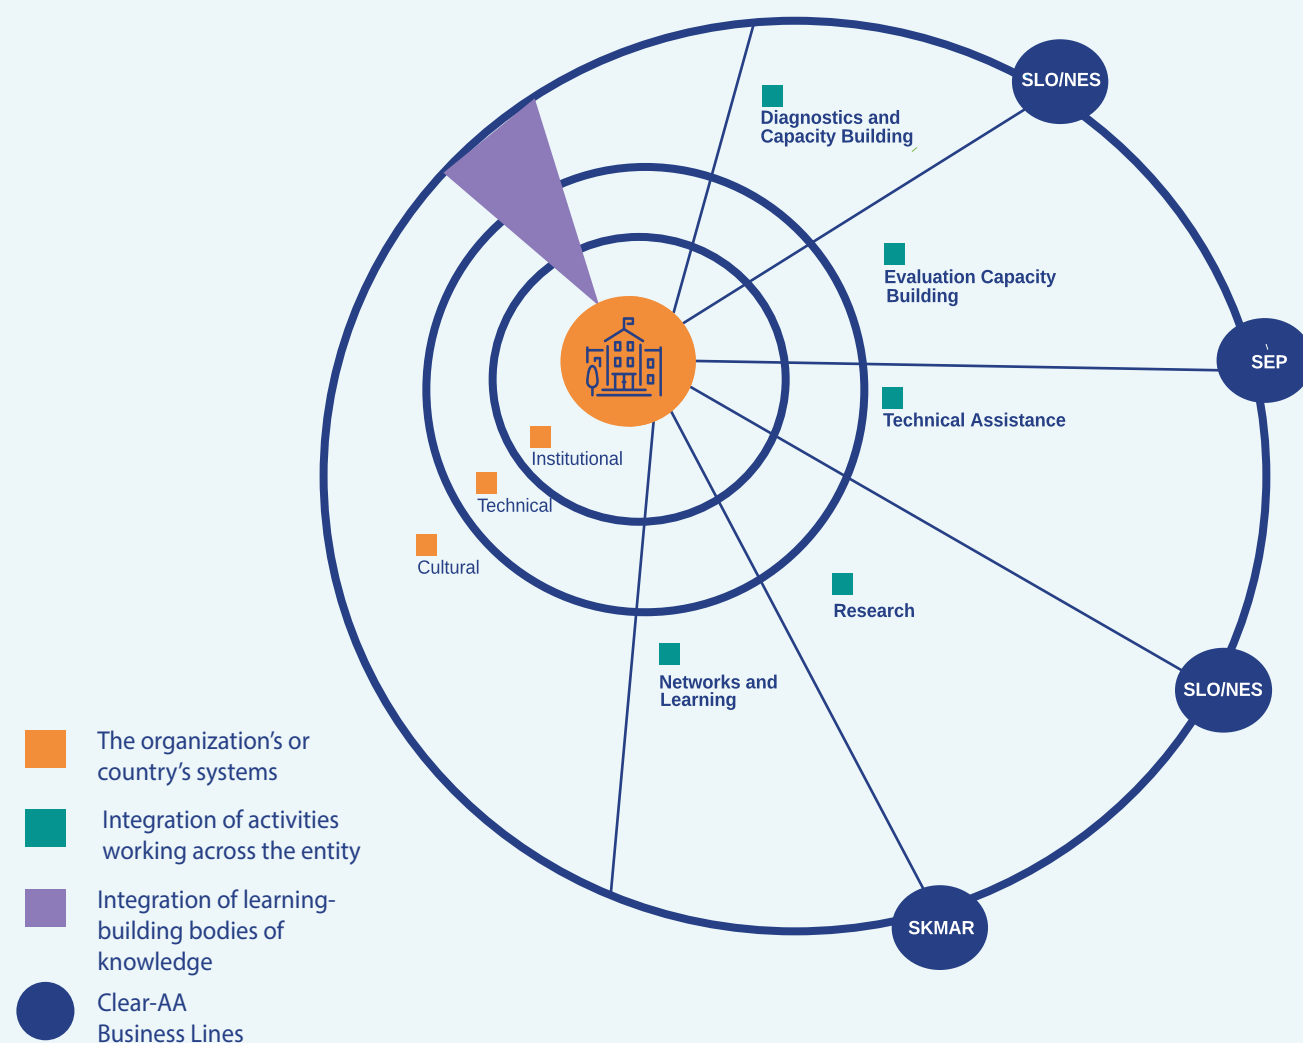 SLO/NES
Diagnostics and
Capacity Building
Evaluation Capacity
Building
SEP
Technical Assistance
Institutional
Technical
Cultural
Research
Networks and
Learning
SLO/NES
SKMAR
The organization’s or
country’s systems
Integration of activities
working across the entity
Integration of learning-
building bodies of
knowledge
Clear-AA
Business Lines